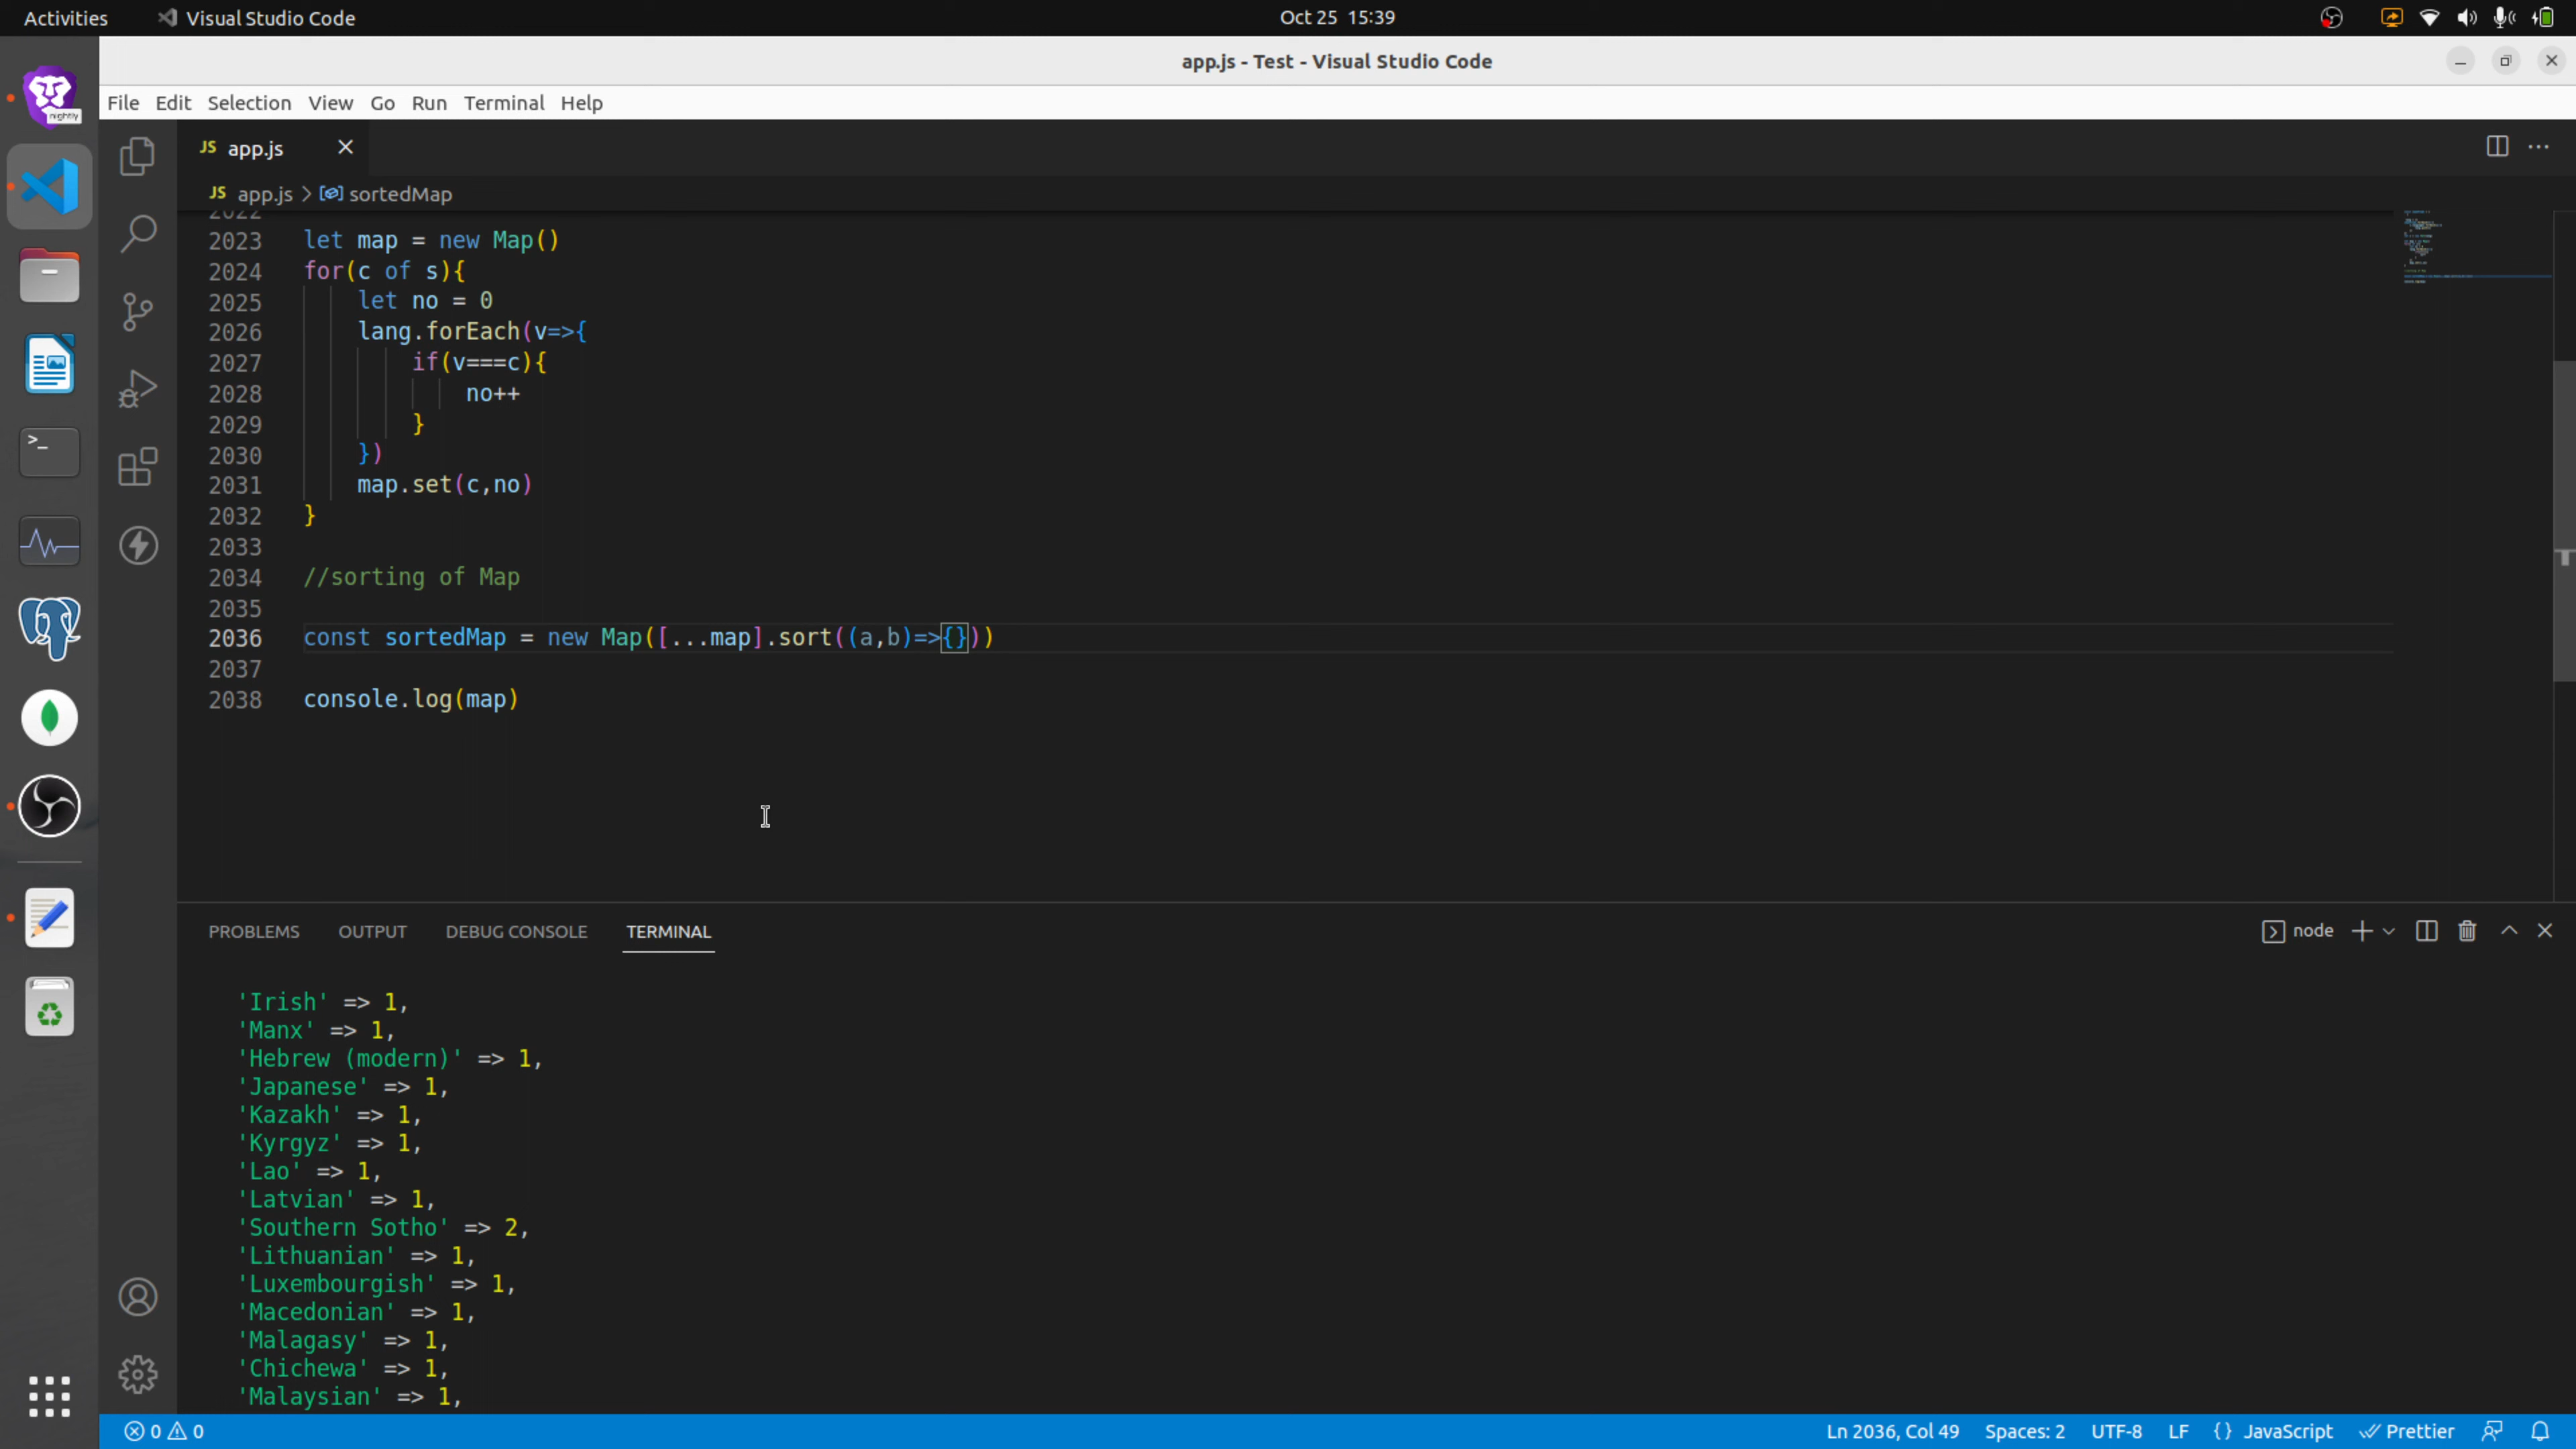 Activities Visual Studio Code Oct 25 15:39
app.js - Test - Visual Studio Code
nightly
File Edit Selection View Go Run Terminal Help
JS app.js
JS app.js > sortedMap
2022
2023 let map = new Map()
2024 for(c of s){
2025 let no = 0
2026 lang.forEach(v=>{
2027 if(v===c){
2028 no++
2029 }
2030 })
2031 map.set(c,no)
2032 }
2033
2034 //sorting of Map
2035
2036 const sortedMap = new Map([...map].sort((a,b)=>{}))
2037
2038 console.log(map)
PROBLEMS OUTPUT DEBUG CONSOLE TERMINAL node
'Irish' => 1,
'Manx' => 1,
'Hebrew (modern)' => 1,
'Japanese' => 1,
'Kazakh' => 1,
'Kyrgyz' => 1,
'Lao' => 1,
'Latvian' => 1,
'Southern Sotho' => 2,
'Lithuanian' => 1,
'Luxembourgish' => 1,
'Macedonian' => 1,
'Malagasy' => 1,
'Chichewa' => 1,
'Malaysian' => 1,
0 0 Ln 2036, Col 49 Spaces: 2 UTF-8 LF {} JavaScript Prettier